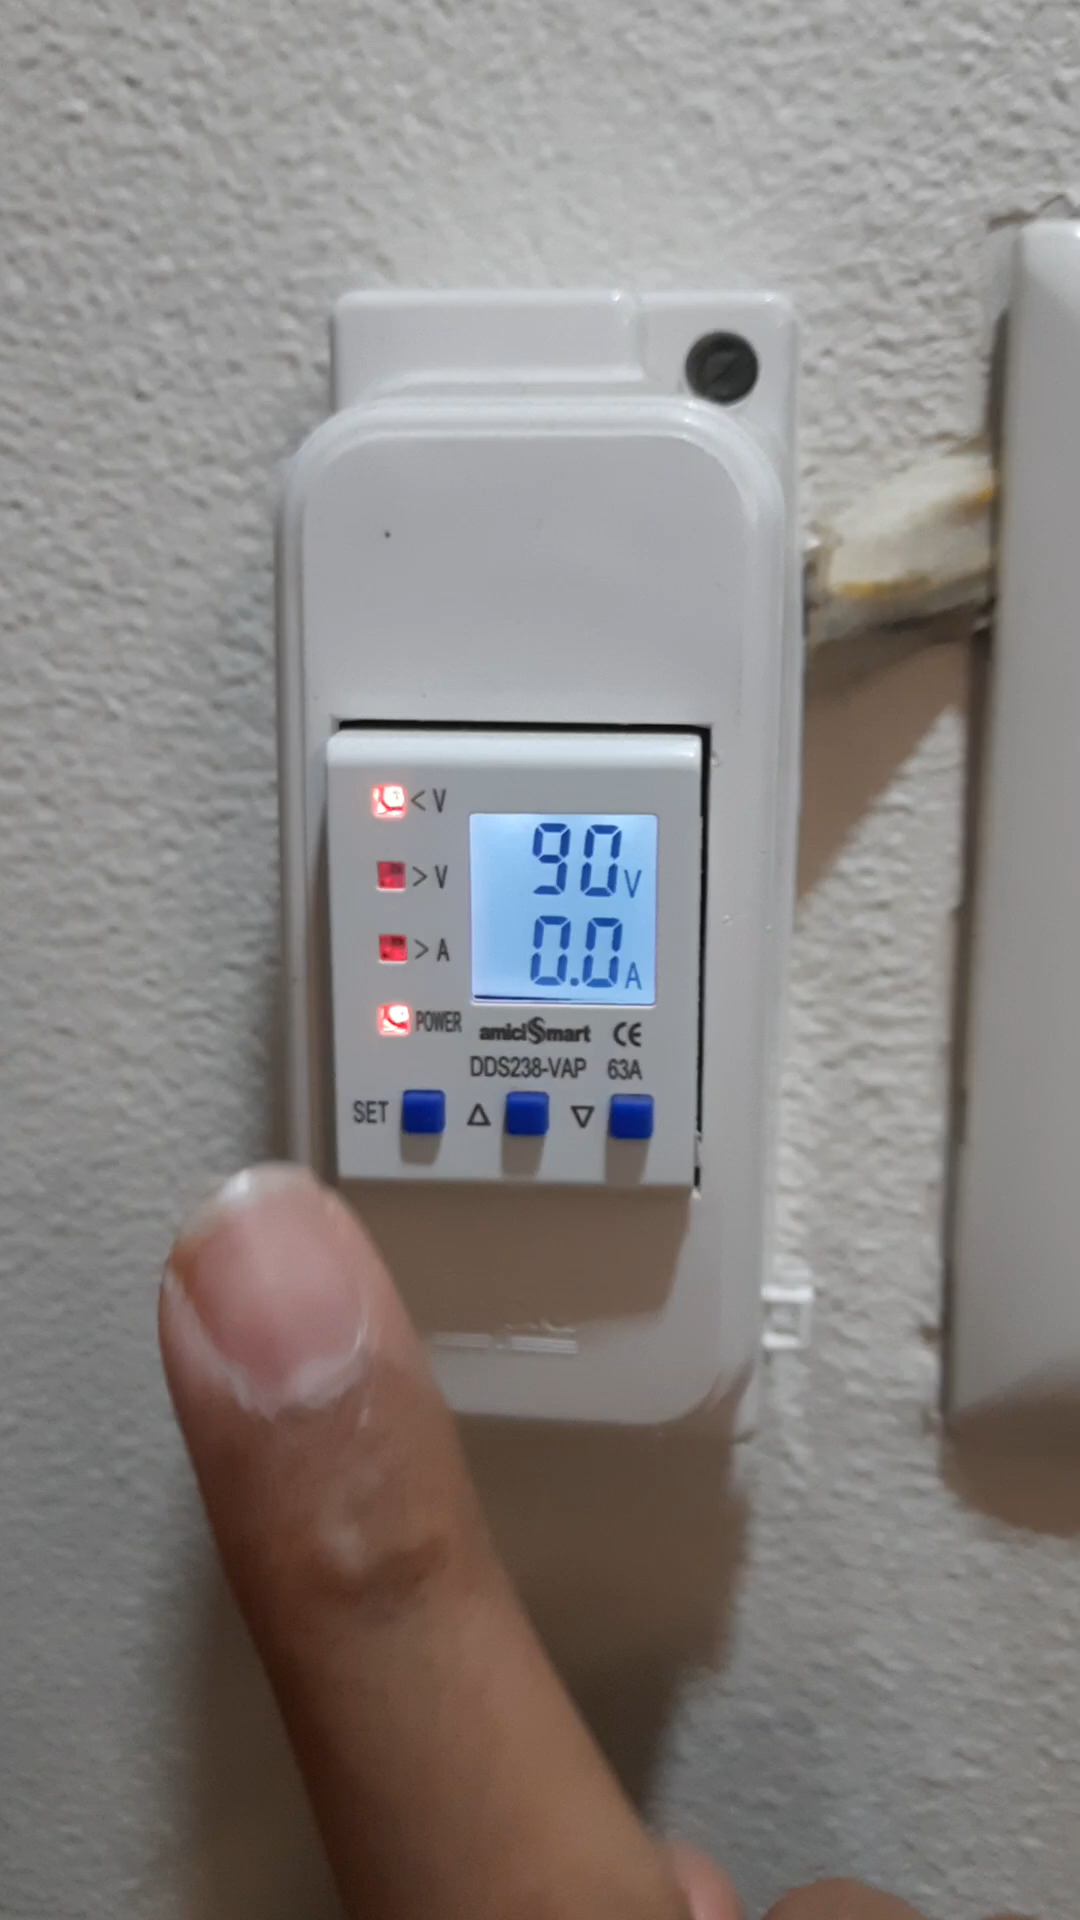 < V
> V
> A
POWER
90 V
0.0 A
amiciSmart CE
DDS238-VAP 63A
SET △ ▽